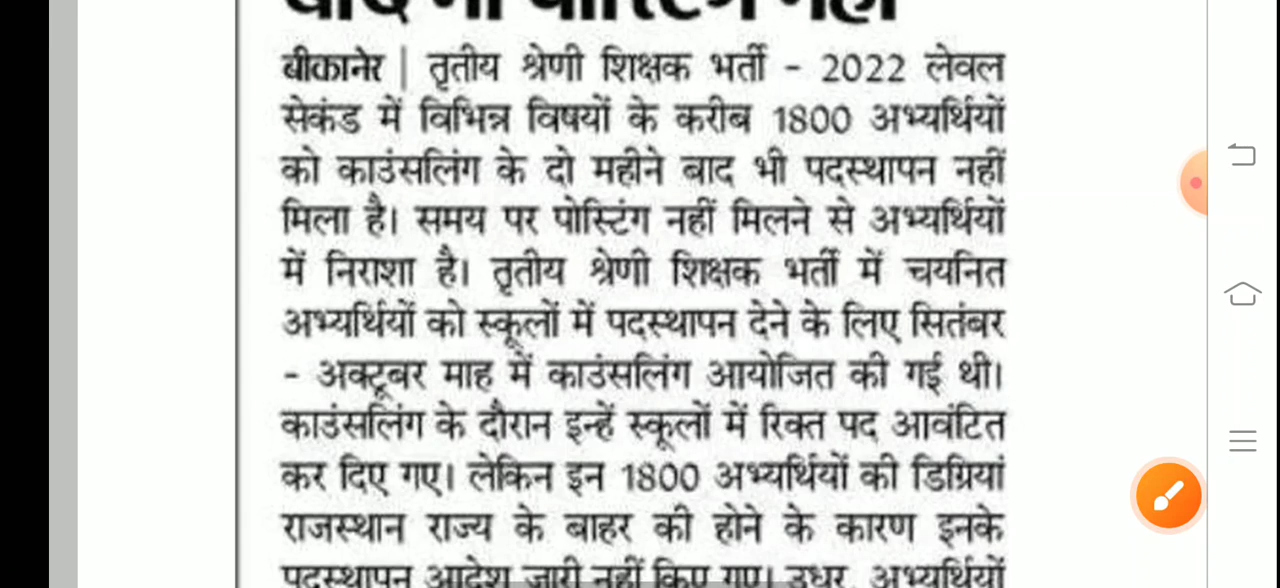 बाद भी पोस्टिंग नहीं
बीकानेर | तृतीय श्रेणी शिक्षक भर्ती - 2022 लेवल
सेकंड में विभिन्न विषयों के करीब 1800 अभ्यर्थियों
को काउंसलिंग के दो महीने बाद भी पदस्थापन नहीं
मिला है। समय पर पोस्टिंग नहीं मिलने से अभ्यर्थियों
में निराशा है। तृतीय श्रेणी शिक्षक भर्ती में चयनित
अभ्यर्थियों को स्कूलों में पदस्थापन देने के लिए सितंबर
- अक्टूबर माह में काउंसलिंग आयोजित की गई थी।
काउंसलिंग के दौरान इन्हें स्कूलों में रिक्त पद आवंटित
कर दिए गए। लेकिन इन 1800 अभ्यर्थियों की डिग्रियां
राजस्थान राज्य के बाहर की होने के कारण इनके
पदस्थापन आदेश जारी नहीं किए गए। उधर, अभ्यर्थियों